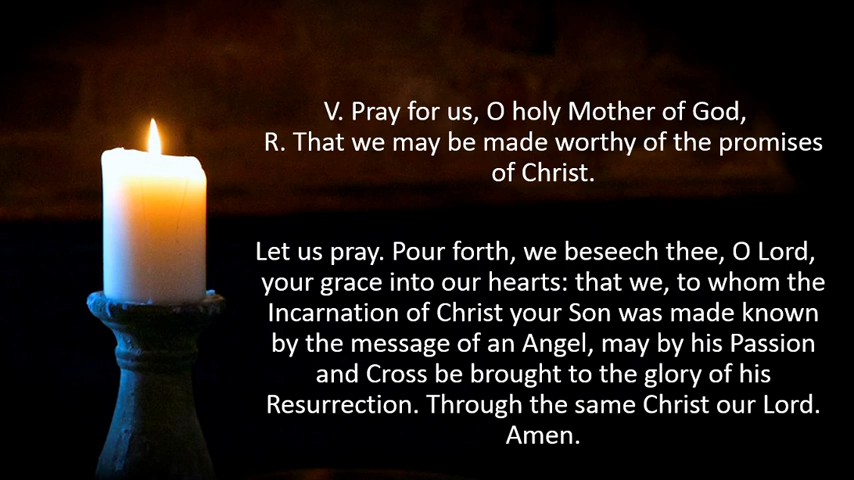 V. Pray for us, O holy Mother of God,
R. That we may be made worthy of the promises
of Christ.
Let us pray. Pour forth, we beseech thee, O Lord,
your grace into our hearts: that we, to whom the
Incarnation of Christ your Son was made known
by the message of an Angel, may by his Passion
and Cross be brought to the glory of his
Resurrection. Through the same Christ our Lord.
Amen.